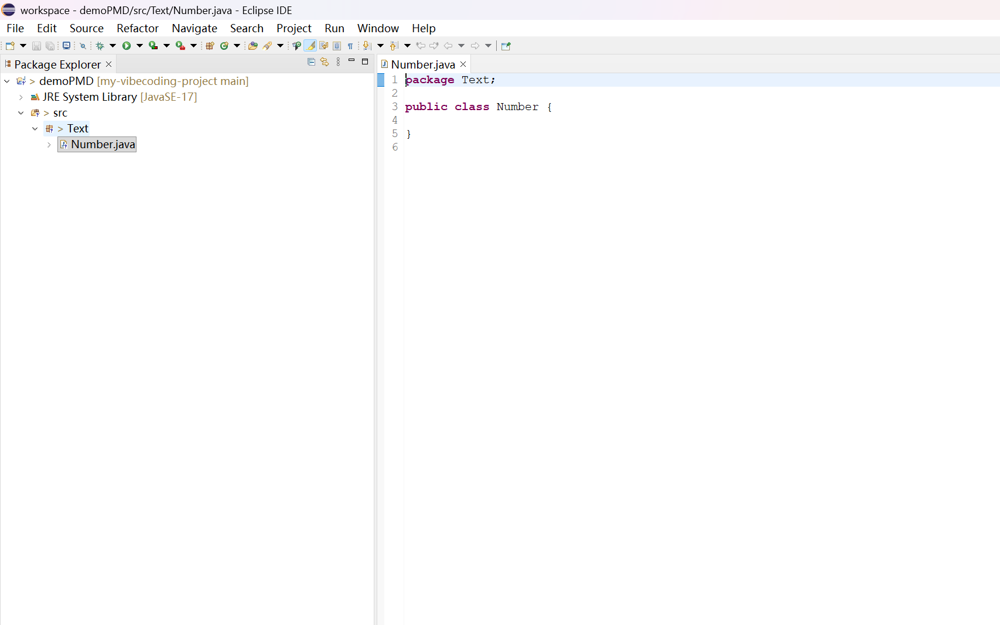 workspace - demoPMD/src/Text/Number.java - Eclipse IDE
File Edit Source Refactor Navigate Search Project Run Window Help
Package Explorer
> demoPMD [my-vibecoding-project main]
JRE System Library [JavaSE-17]
> src
> Text
Number.java
Number.java
1 package Text;
2
3 public class Number {
4
5 }
6